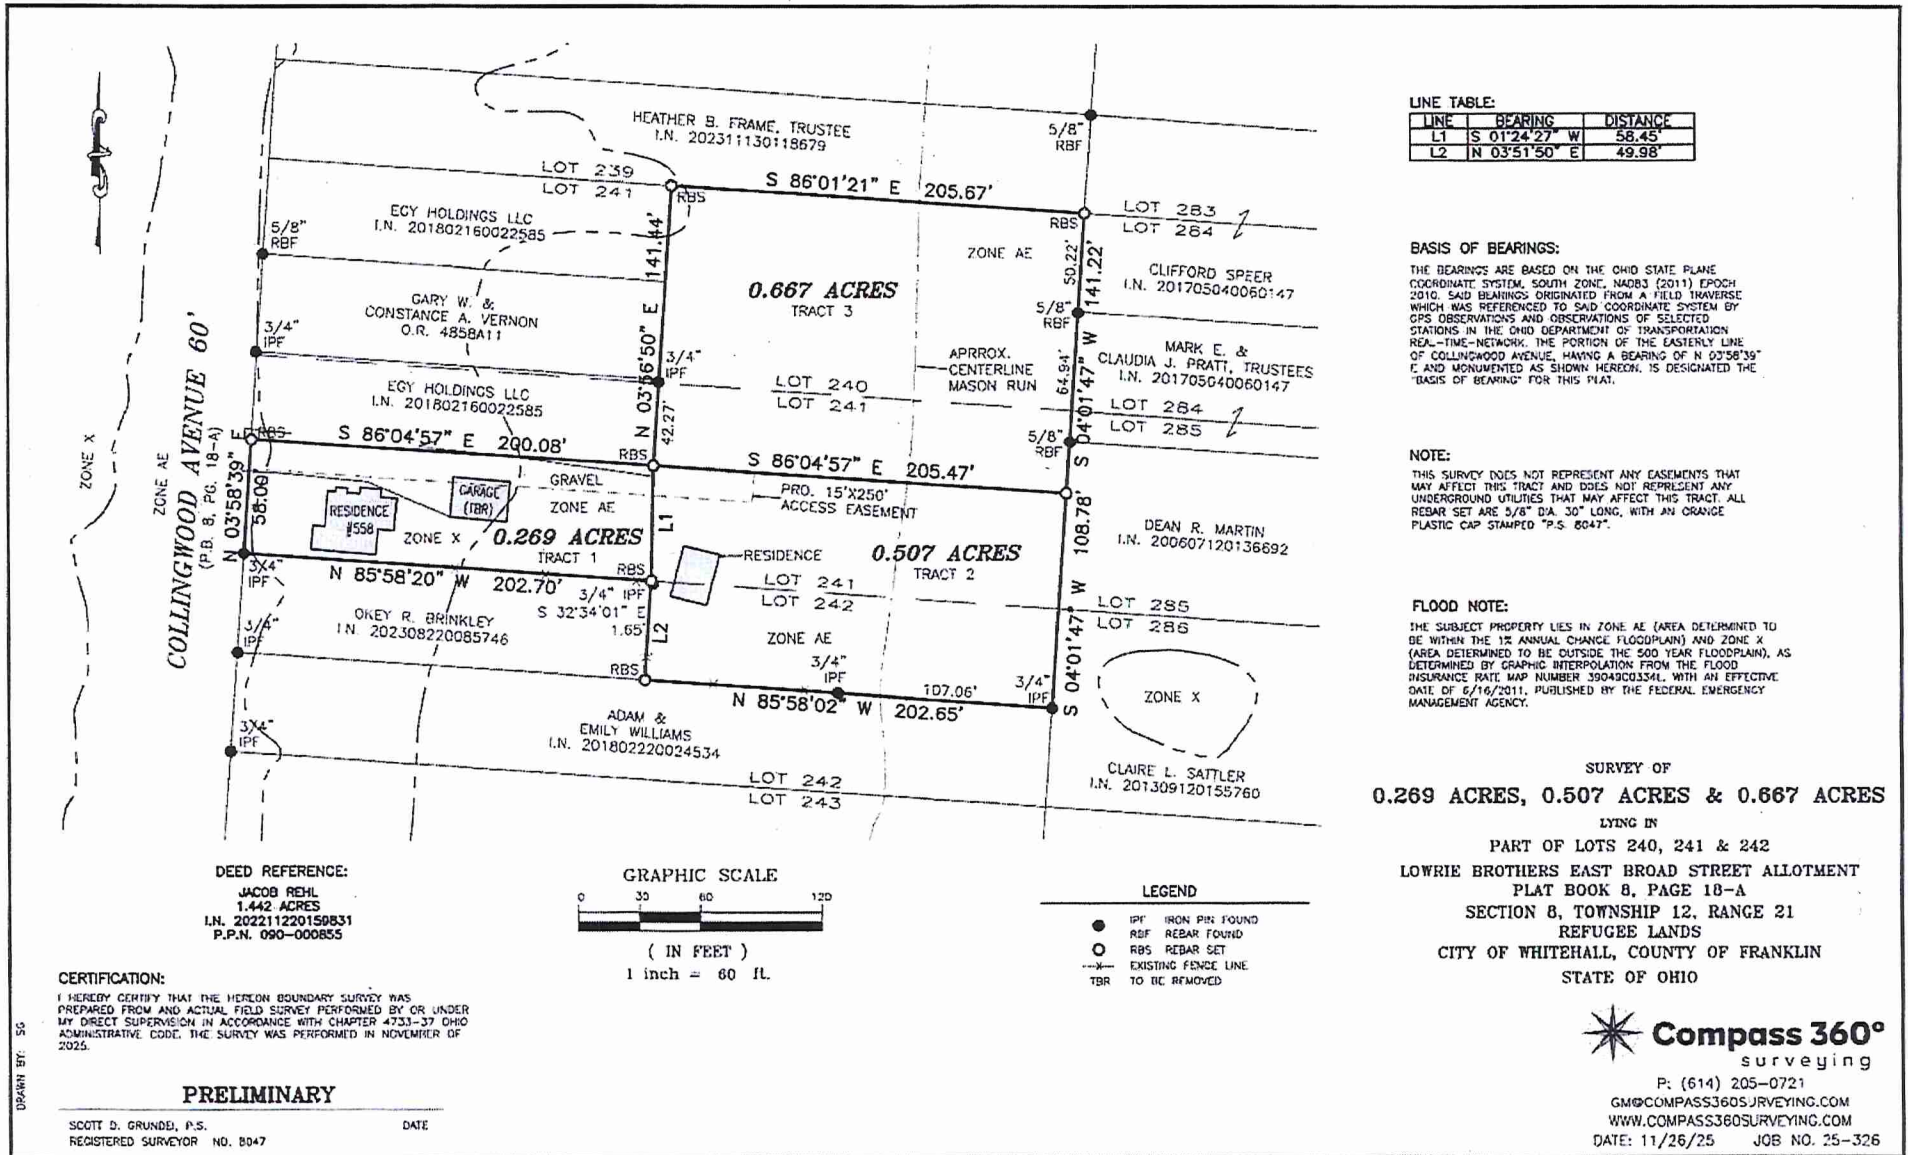 HEATHER B. FRAME, TRUSTEE
I.N. 202311130118679
5/8"
RBF
LOT 239
LOT 241
RBS
S 86°01'21" E 205.67'
RBS
LOT 283
LOT 284
EGY HOLDINGS LLC
I.N. 201802160022585
5/8"
RBF
141.44'
N 03°56'50" E
ZONE AE
50.22'
141.22'
CLIFFORD SPEER
I.N. 201705040060147
0.667 ACRES
TRACT 3
5/8"
RBF
GARY W. &
CONSTANCE A. VERNON
O.R. 4858A11
3/4"
IPF
3/4"
IPF
APRROX.
CENTERLINE
MASON RUN
MARK E. &
CLAUDIA J. PRATT, TRUSTEES
I.N. 201705040060147
64.94'
S 04°01'47" W
LOT 240
LOT 241
EGY HOLDINGS LLC
I.N. 201802160022585
42.27'
LOT 284
LOT 285
5/8"
RBF
RBS
S 86°04'57" E 200.08'
RBS
S 86°04'57" E 205.47'
ZONE X
ZONE AE
COLLINGWOOD AVENUE 60'
(P.B. 8, PG. 18-A)
N 03°58'39" E
58.00'
GRAVEL
GARAGE
(TBR)
ZONE AE
PRO. 15'X250'
ACCESS EASEMENT
RESIDENCE
#558
ZONE X
0.269 ACRES
TRACT 1
L1
RESIDENCE
0.507 ACRES
TRACT 2
DEAN R. MARTIN
I.N. 200607120136692
S 04°01'47" W 108.78'
3/4"
IPF
N 85°58'20" W 202.70'
RBS
3/4" IPF
S 32°34'01" E
1.65'
LOT 241
LOT 242
LOT 285
LOT 286
OKEY R. BRINKLEY
I.N. 202308220085746
3/4"
IPF
L2
ZONE AE
RBS
3/4"
IPF
107.06'
3/4"
IPF
N 85°58'02" W 202.65'
ZONE X
ADAM &
EMILY WILLIAMS
I.N. 201802220024534
3/4"
IPF
LOT 242
LOT 243
CLAIRE L. SATTLER
I.N. 201309120155760
LINE TABLE:
LINE BEARING DISTANCE
L1 S 01°24'27" W 58.45'
L2 N 03°51'50" E 49.98'
BASIS OF BEARINGS:
THE BEARINGS ARE BASED ON THE OHIO STATE PLANE
COORDINATE SYSTEM, SOUTH ZONE, NAD83 (2011) EPOCH
2010. SAID BEARINGS ORIGINATED FROM A FIELD TRAVERSE
WHICH WAS REFERENCED TO SAID COORDINATE SYSTEM BY
GPS OBSERVATIONS AND OBSERVATIONS OF SELECTED
STATIONS IN THE OHIO DEPARTMENT OF TRANSPORTATION
REAL-TIME-NETWORK. THE PORTION OF THE EASTERLY LINE
OF COLLINGWOOD AVENUE, HAVING A BEARING OF N 03°58'39"
E AND MONUMENTED AS SHOWN HEREON, IS DESIGNATED THE
"BASIS OF BEARING" FOR THIS PLAT.
NOTE:
THIS SURVEY DOES NOT REPRESENT ANY EASEMENTS THAT
MAY AFFECT THIS TRACT AND DOES NOT REPRESENT ANY
UNDERGROUND UTILITIES THAT MAY AFFECT THIS TRACT. ALL
REBAR SET ARE 5/8" DIA. 30" LONG, WITH AN ORANGE
PLASTIC CAP STAMPED "P.S. 8047".
FLOOD NOTE:
THE SUBJECT PROPERTY LIES IN ZONE AE (AREA DETERMINED TO
BE WITHIN THE 1% ANNUAL CHANGE FLOODPLAIN) AND ZONE X
(AREA DETERMINED TO BE OUTSIDE THE 500 YEAR FLOODPLAIN), AS
DETERMINED BY GRAPHIC INTERPOLATION FROM THE FLOOD
INSURANCE RATE MAP NUMBER 39049C0334L, WITH AN EFFECTIVE
DATE OF 6/16/2011, PUBLISHED BY THE FEDERAL EMERGENCY
MANAGEMENT AGENCY.
SURVEY OF
0.269 ACRES, 0.507 ACRES & 0.667 ACRES
LYING IN
PART OF LOTS 240, 241 & 242
LOWRIE BROTHERS EAST BROAD STREET ALLOTMENT
PLAT BOOK 8, PAGE 18-A
SECTION 8, TOWNSHIP 12, RANGE 21
REFUGEE LANDS
CITY OF WHITEHALL, COUNTY OF FRANKLIN
STATE OF OHIO
DEED REFERENCE:
JACOB REHL
1.442 ACRES
I.N. 202211220159831
P.P.N. 090-000855
GRAPHIC SCALE
0 30 60 120
( IN FEET )
1 inch = 60 ft.
LEGEND
IPF IRON PIN FOUND
RBF REBAR FOUND
RBS REBAR SET
EXISTING FENCE LINE
TBR TO BE REMOVED
CERTIFICATION:
I HEREBY CERTIFY THAT THE HEREON BOUNDARY SURVEY WAS
PREPARED FROM AND ACTUAL FIELD SURVEY PERFORMED BY OR UNDER
MY DIRECT SUPERVISION IN ACCORDANCE WITH CHAPTER 4733-37 OHIO
ADMINISTRATIVE CODE. THE SURVEY WAS PERFORMED IN NOVEMBER OF
2025.
PRELIMINARY
SCOTT D. GRUNDEI, P.S. DATE
REGISTERED SURVEYOR NO. 8047
DRAWN BY: SG
Compass 360°
surveying
P: (614) 205-0721
GM@COMPASS360SURVEYING.COM
WWW.COMPASS360SURVEYING.COM
DATE: 11/26/25 JOB NO. 25-326